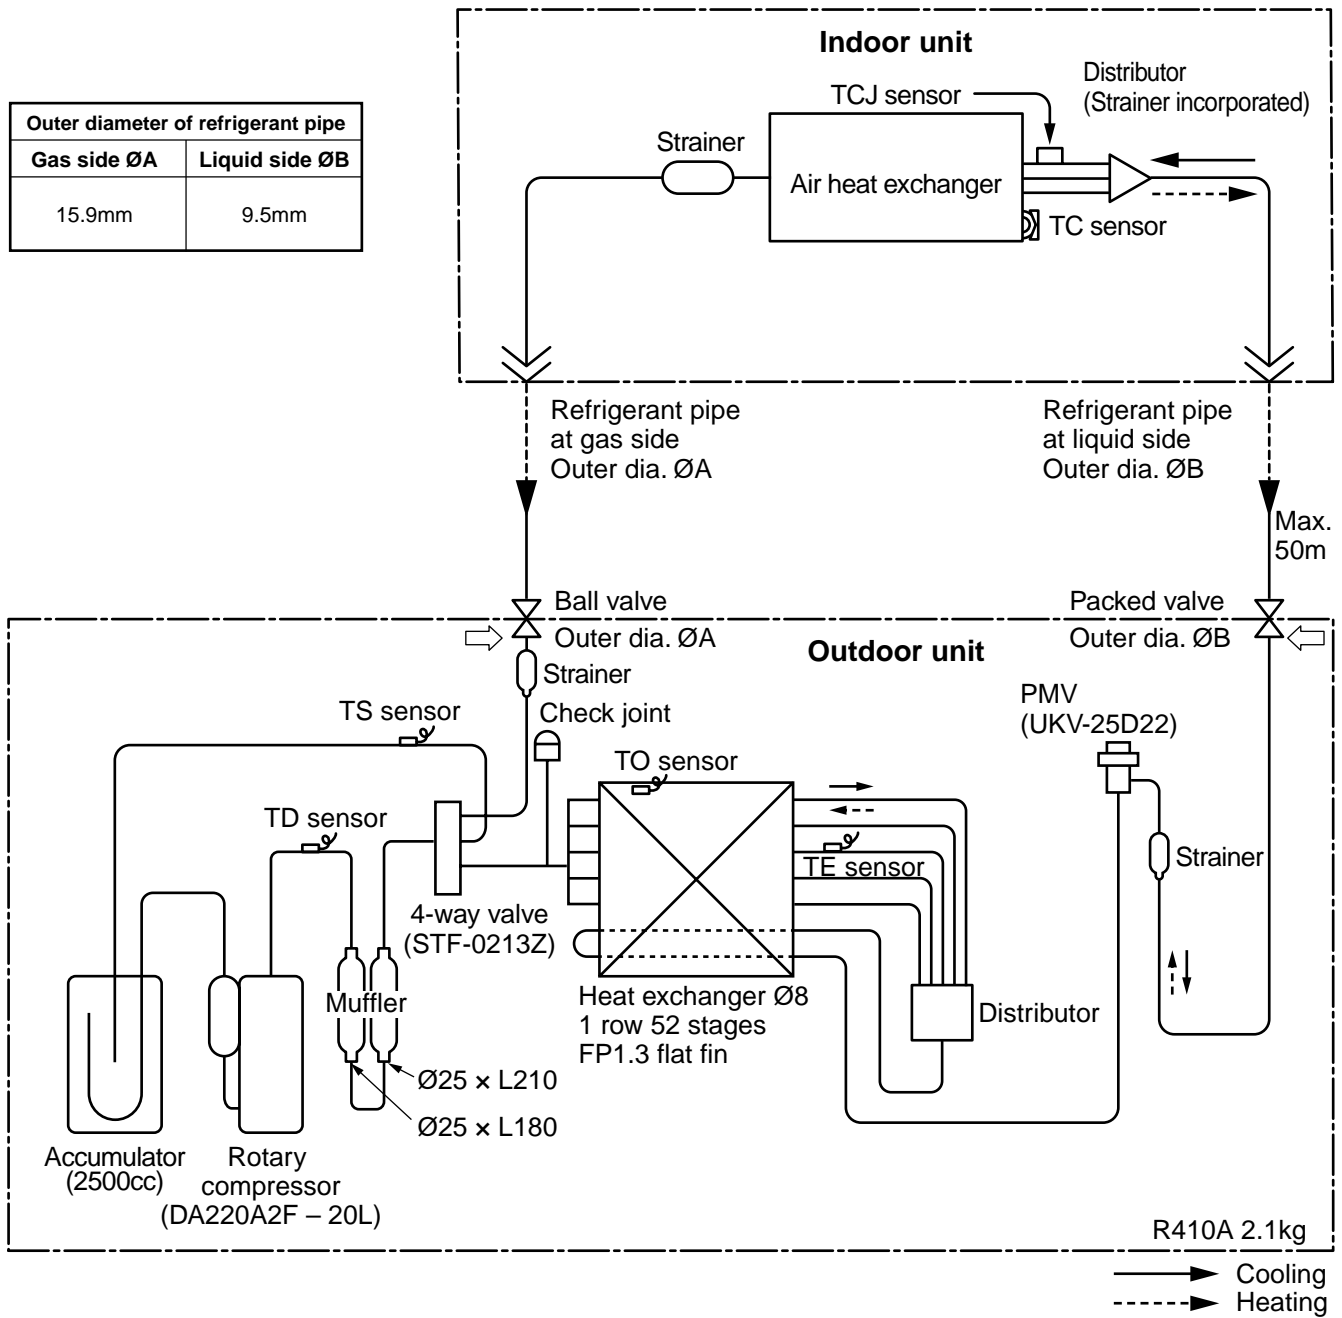 Indoor unit
Distributor
(Strainer incorporated)
TCJ sensor
Strainer
Air heat exchanger
TC sensor
Outer diameter of refrigerant pipe
Gas side ØA
Liquid side ØB
15.9mm
9.5mm
Refrigerant pipe
at gas side
Outer dia. ØA
Refrigerant pipe
at liquid side
Outer dia. ØB
Max.
50m
Ball valve
Outer dia. ØA
Packed valve
Outer dia. ØB
Outdoor unit
Strainer
Check joint
TS sensor
TO sensor
PMV
(UKV-25D22)
TD sensor
TE sensor
Strainer
4-way valve
(STF-0213Z)
Heat exchanger Ø8
1 row 52 stages
FP1.3 flat fin
Distributor
Muffler
Ø25 × L210
Ø25 × L180
Accumulator
(2500cc)
Rotary
compressor
(DA220A2F – 20L)
R410A 2.1kg
Cooling
Heating